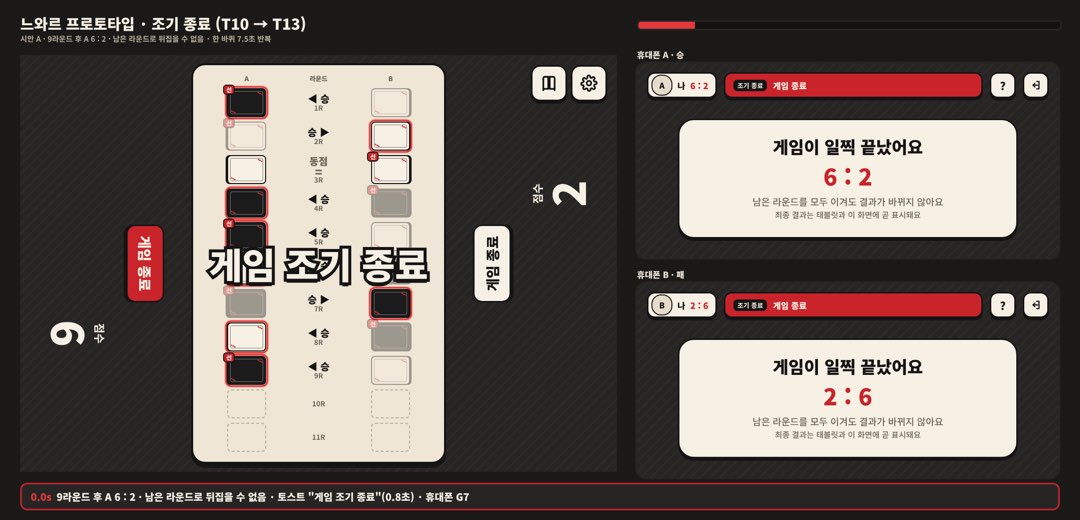 느와르 프로토타입 · 조기 종료 (T10 → T13)
시안 A · 9라운드 후 A 6 : 2 · 남은 라운드로 뒤집을 수 없음 · 한 바퀴 7.5초 반복
A 라운드 B
선 ◀ 승
1R
선 승 ▶
2R
동점 선
=
3R
◀ 승 선
4R
선 ◀ 승
5R
게임 조기 종료
승 ▶
7R
◀ 승 선
8R
선 ◀ 승
9R
10R
11R
게임 종료
6 점수
게임 종료
점수 2
휴대폰 A · 승
A 나 6 : 2 조기 종료 게임 종료 ?
게임이 일찍 끝났어요
6 : 2
남은 라운드를 모두 이겨도 결과가 바뀌지 않아요
최종 결과는 태블릿과 이 화면에 곧 표시돼요
휴대폰 B · 패
B 나 2 : 6 조기 종료 게임 종료 ?
게임이 일찍 끝났어요
2 : 6
남은 라운드를 모두 이겨도 결과가 바뀌지 않아요
최종 결과는 태블릿과 이 화면에 곧 표시돼요
0.0s 9라운드 후 A 6 : 2 · 남은 라운드로 뒤집을 수 없음 · 토스트 "게임 조기 종료"(0.8초) · 휴대폰 G7